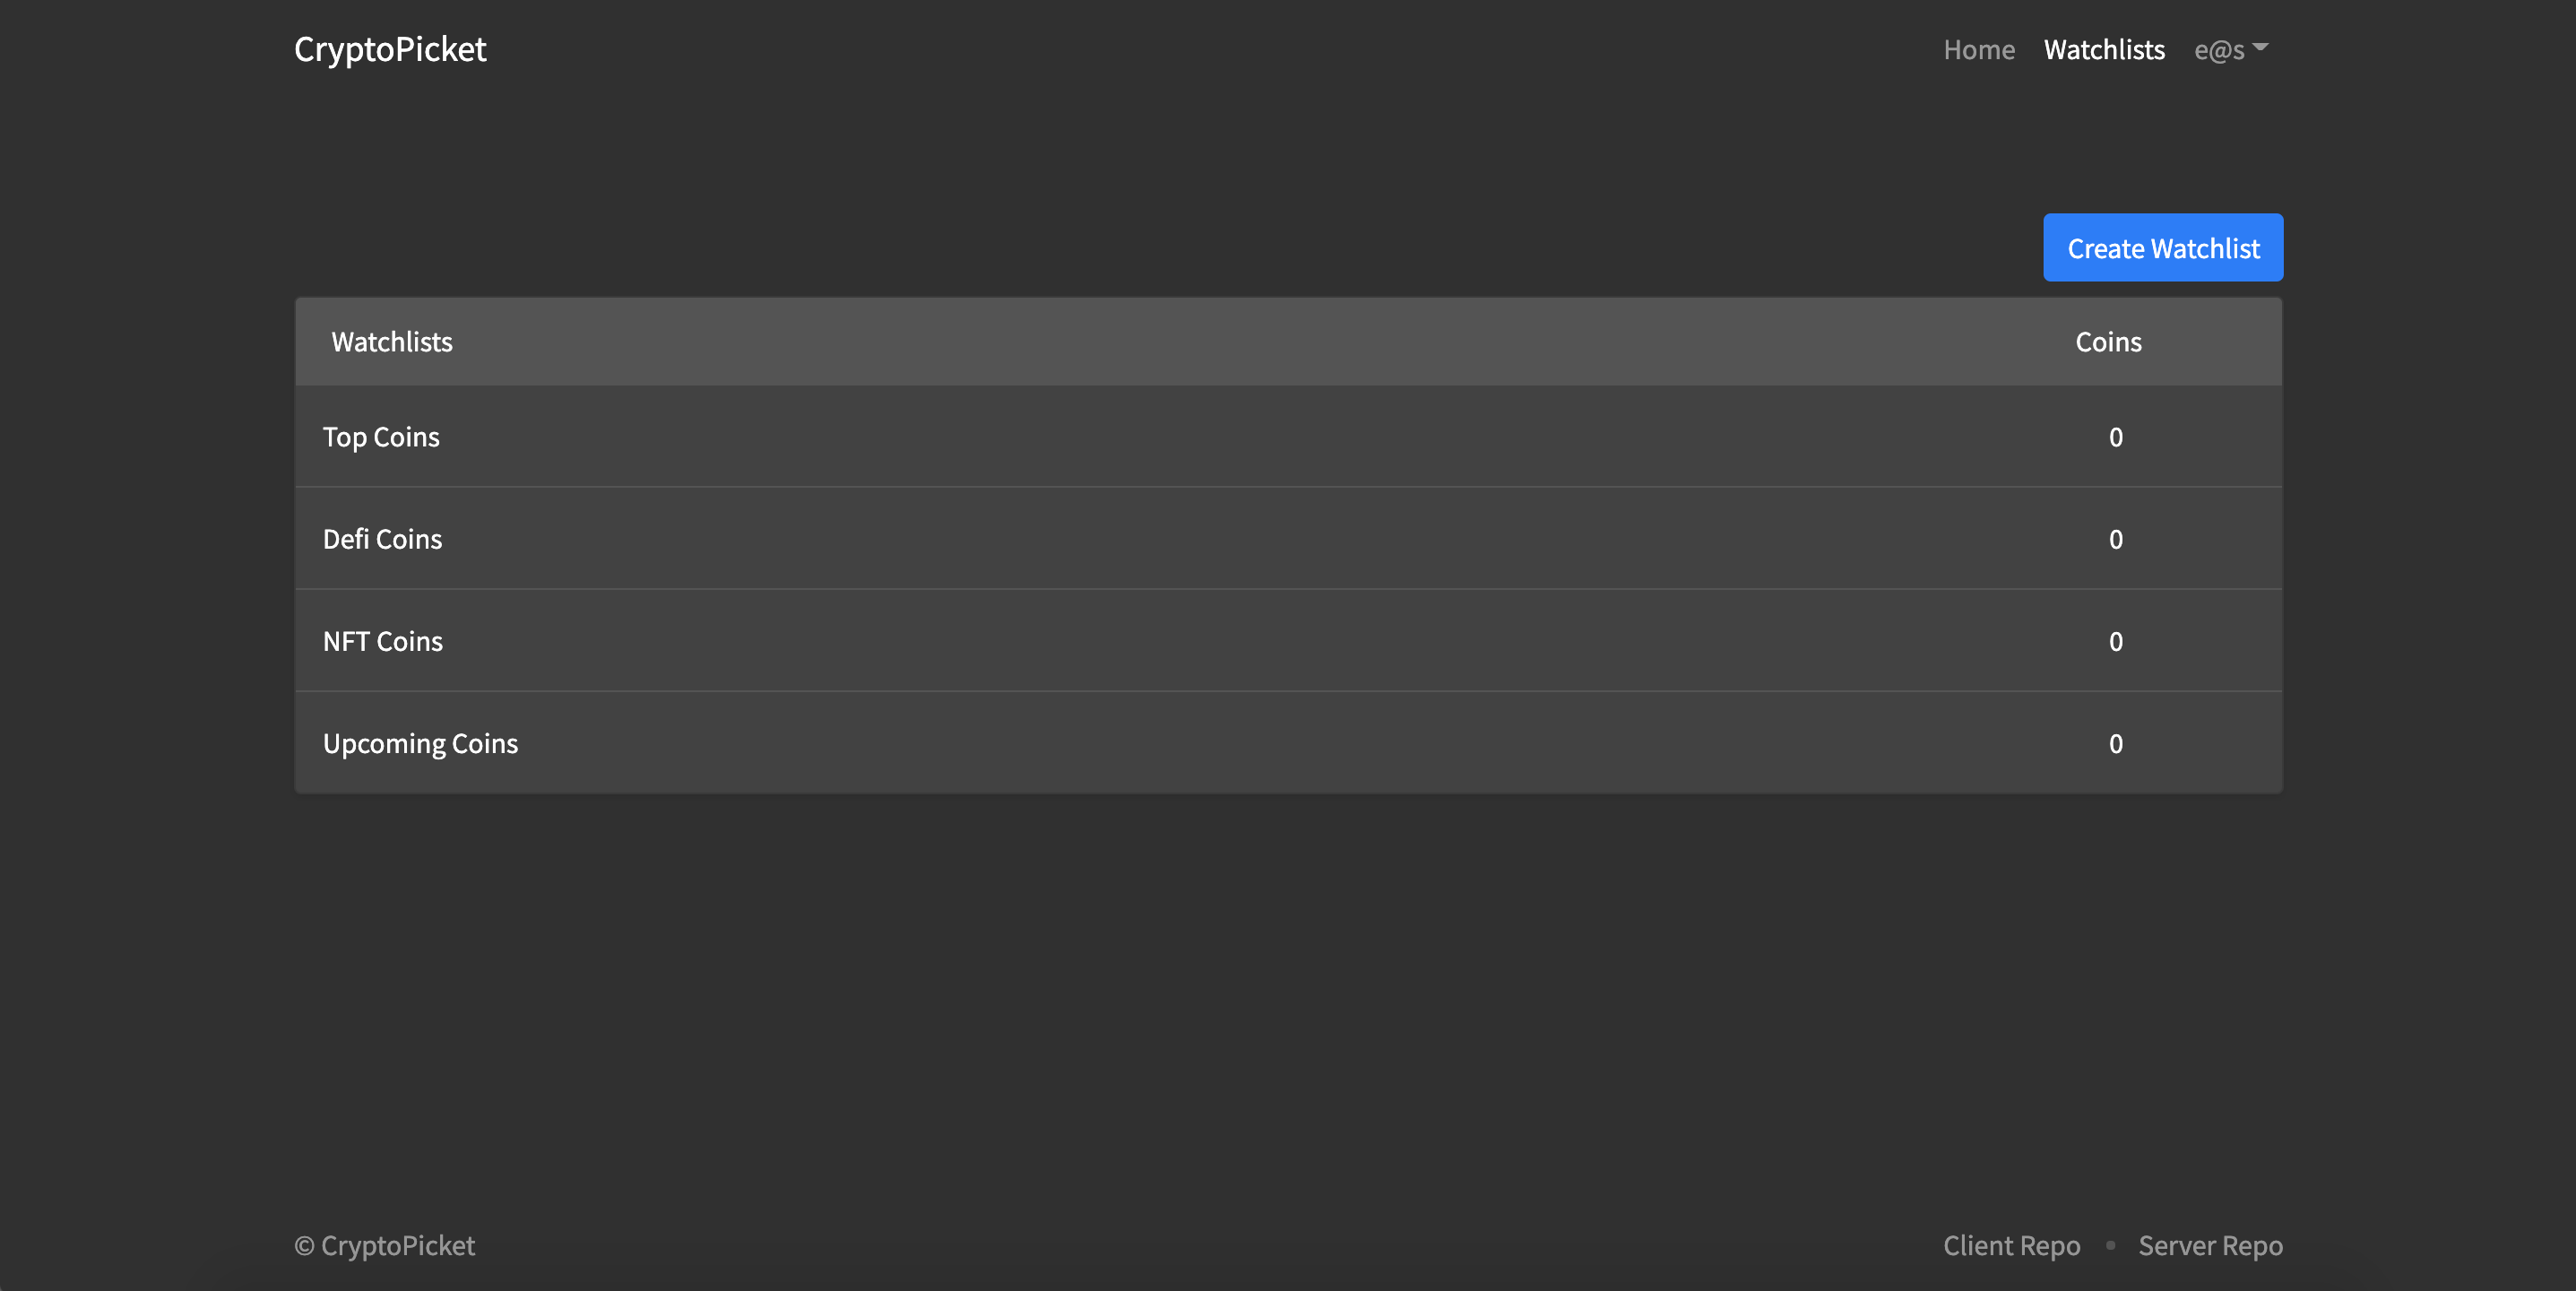 CryptoPicket
Home Watchlists e@s
Create Watchlist
Watchlists Coins
Top Coins 0
Defi Coins 0
NFT Coins 0
Upcoming Coins 0
© CryptoPicket
Client Repo • Server Repo